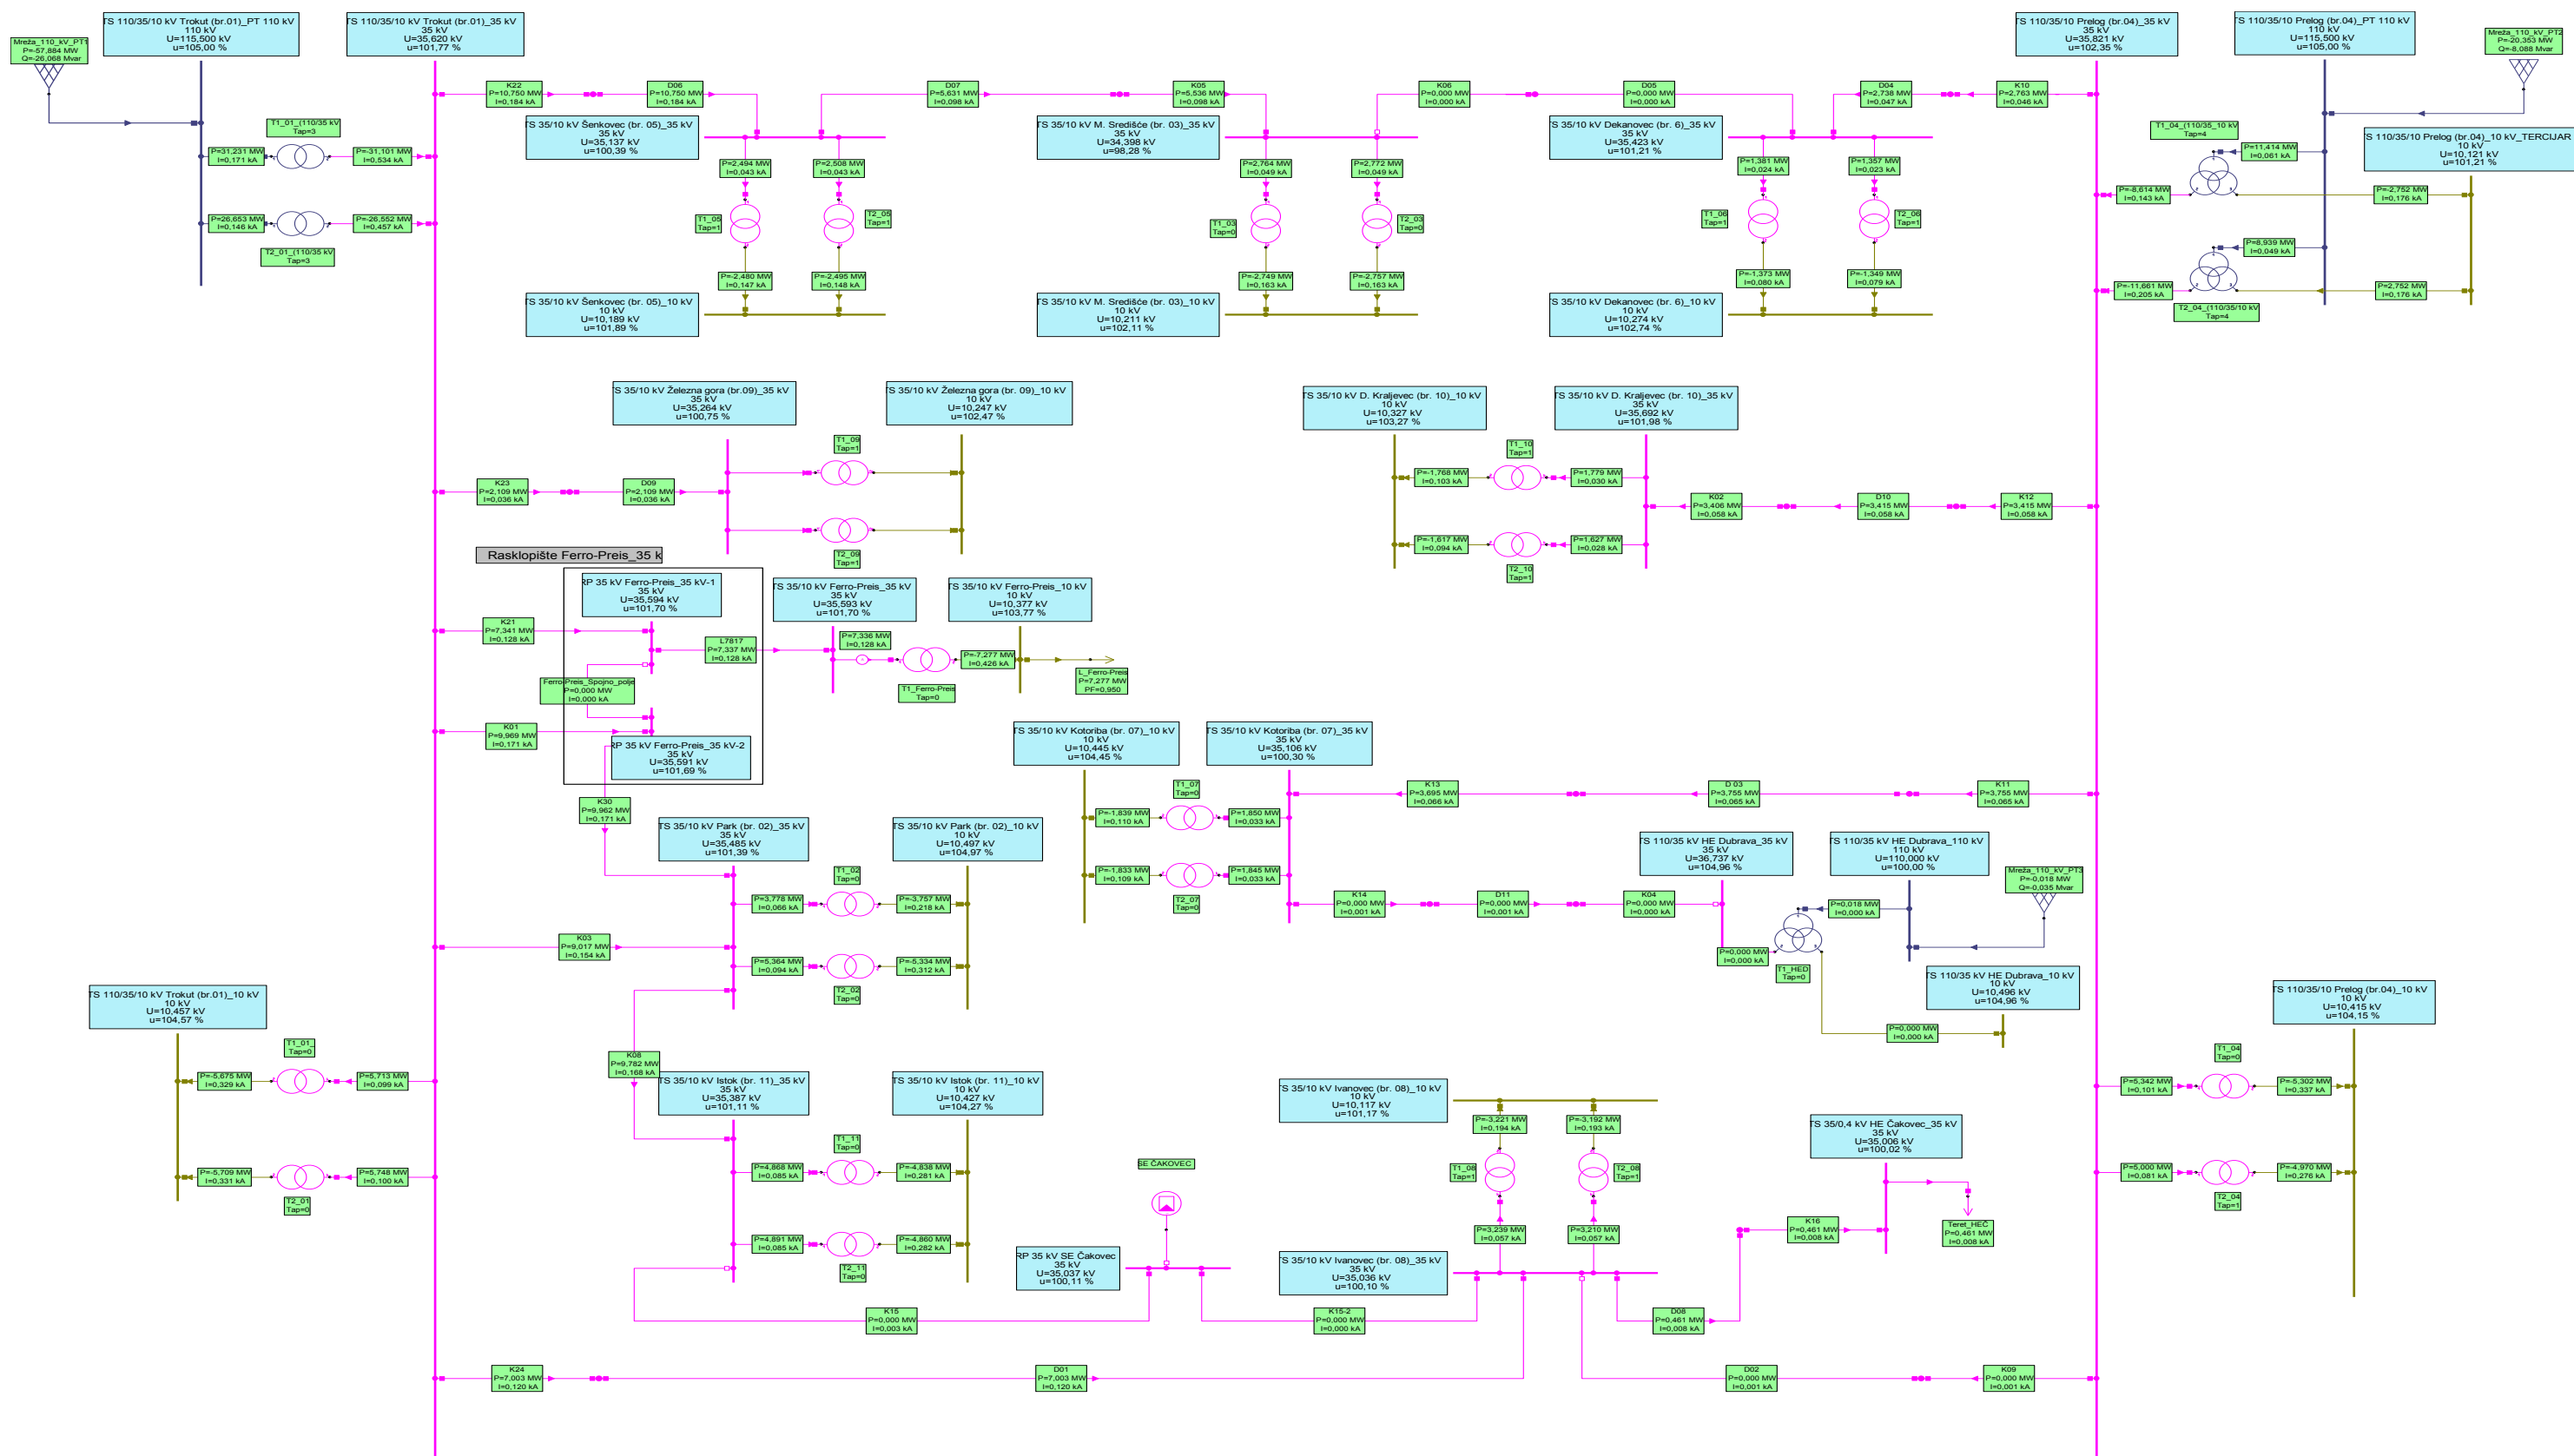 TS 110/35/10 kV Trokut (br.01)_PT 110 kV
110 kV
U=115,500 kV
u=105,00 %
TS 110/35/10 kV Trokut (br.01)_35 kV
35 kV
U=35,620 kV
u=101,77 %
TS 110/35/10 Prelog (br.04)_35 kV
35 kV
U=35,821 kV
u=102,35 %
TS 110/35/10 Prelog (br.04)_PT 110 kV
110 kV
U=115,500 kV
u=105,00 %
Mreža_110_kV_PT1
P=-57,884 MW
Q=-26,068 Mvar
Mreža_110_kV_PT2
P=-20,353 MW
Q=-8,088 Mvar
K22
P=10,750 MW
I=0,184 kA
D06
P=10,750 MW
I=0,184 kA
D07
P=5,631 MW
I=0,098 kA
K05
P=5,536 MW
I=0,098 kA
K06
P=0,000 MW
I=0,000 kA
D05
P=0,000 MW
I=0,000 kA
D04
P=2,738 MW
I=0,047 kA
K10
P=2,763 MW
I=0,046 kA
T1_01_(110/35 kV
Tap=3
P=31,231 MW
I=0,171 kA
P=-31,101 MW
I=0,534 kA
P=26,653 MW
I=0,146 kA
P=-26,552 MW
I=0,457 kA
T2_01_(110/35 kV
Tap=3
TS 35/10 kV Šenkovec (br. 05)_35 kV
35 kV
U=35,137 kV
u=100,39 %
P=2,494 MW
I=0,043 kA
P=2,508 MW
I=0,043 kA
T1_05
Tap=1
T2_05
Tap=1
P=-2,480 MW
I=0,147 kA
P=-2,495 MW
I=0,148 kA
TS 35/10 kV Šenkovec (br. 05)_10 kV
10 kV
U=10,189 kV
u=101,89 %
TS 35/10 kV M. Središće (br. 03)_35 kV
35 kV
U=34,398 kV
u=98,28 %
P=2,764 MW
I=0,049 kA
P=2,772 MW
I=0,049 kA
T1_03
Tap=0
T2_03
Tap=0
P=-2,749 MW
I=0,163 kA
P=-2,757 MW
I=0,163 kA
TS 35/10 kV M. Središće (br. 03)_10 kV
10 kV
U=10,211 kV
u=102,11 %
TS 35/10 kV Dekanovec (br. 6)_35 kV
35 kV
U=35,423 kV
u=101,21 %
P=1,381 MW
I=0,024 kA
P=1,357 MW
I=0,023 kA
T1_06
Tap=1
T2_06
Tap=1
P=-1,373 MW
I=0,080 kA
P=-1,349 MW
I=0,079 kA
TS 35/10 kV Dekanovec (br. 6)_10 kV
10 kV
U=10,274 kV
u=102,74 %
T1_04_(110/35_10 kV
Tap=4
P=11,414 MW
I=0,061 kA
TS 110/35/10 Prelog (br.04)_10 kV_TERCIJAR
10 kV
U=10,121 kV
u=101,21 %
P=-8,614 MW
I=0,143 kA
P=-2,752 MW
I=0,176 kA
P=8,939 MW
I=0,049 kA
P=-11,661 MW
I=0,205 kA
P=2,752 MW
I=0,176 kA
T2_04_(110/35/10 kV
Tap=4
TS 35/10 kV Železna gora (br.09)_35 kV
35 kV
U=35,264 kV
u=100,75 %
TS 35/10 kV Železna gora (br. 09)_10 kV
10 kV
U=10,247 kV
u=102,47 %
T1_09
Tap=1
K23
P=2,109 MW
I=0,036 kA
D09
P=2,109 MW
I=0,036 kA
T2_09
Tap=1
TS 35/10 kV D. Kraljevec (br. 10)_10 kV
10 kV
U=10,327 kV
u=103,27 %
TS 35/10 kV D. Kraljevec (br. 10)_35 kV
35 kV
U=35,692 kV
u=101,98 %
T1_10
Tap=1
P=-1,768 MW
I=0,103 kA
P=1,779 MW
I=0,030 kA
K02
P=3,406 MW
I=0,058 kA
D10
P=3,415 MW
I=0,058 kA
K12
P=3,415 MW
I=0,058 kA
P=-1,617 MW
I=0,094 kA
P=1,627 MW
I=0,028 kA
T2_10
Tap=1
Rasklopište Ferro-Preis_35 k
RP 35 kV Ferro-Preis_35 kV-1
35 kV
U=35,594 kV
u=101,70 %
TS 35/10 kV Ferro-Preis_35 kV
35 kV
U=35,593 kV
u=101,70 %
TS 35/10 kV Ferro-Preis_10 kV
10 kV
U=10,377 kV
u=103,77 %
K21
P=7,341 MW
I=0,128 kA
L7817
P=7,337 MW
I=0,128 kA
P=7,336 MW
I=0,128 kA
P=-7,277 MW
I=0,426 kA
T1_Ferro-Preis
Tap=0
L_Ferro-Preis
P=7,277 MW
PF=0,950
Ferro-Preis_Spojno_polje
P=0,000 MW
I=0,000 kA
K01
P=9,969 MW
I=0,171 kA
RP 35 kV Ferro-Preis_35 kV-2
35 kV
U=35,591 kV
u=101,69 %
K30
P=9,962 MW
I=0,171 kA
TS 35/10 kV Kotoriba (br. 07)_10 kV
10 kV
U=10,445 kV
u=104,45 %
TS 35/10 kV Kotoriba (br. 07)_35 kV
35 kV
U=35,106 kV
u=100,30 %
T1_07
Tap=0
K13
P=3,695 MW
I=0,066 kA
D 03
P=3,755 MW
I=0,065 kA
K11
P=3,755 MW
I=0,065 kA
P=-1,839 MW
I=0,110 kA
P=1,850 MW
I=0,033 kA
P=-1,833 MW
I=0,109 kA
P=1,845 MW
I=0,033 kA
T2_07
Tap=0
K14
P=0,000 MW
I=0,001 kA
D11
P=0,000 MW
I=0,001 kA
K04
P=0,000 MW
I=0,000 kA
TS 110/35 kV HE Dubrava_35 kV
35 kV
U=36,737 kV
u=104,96 %
TS 110/35 kV HE Dubrava_110 kV
110 kV
U=110,000 kV
u=100,00 %
Mreža_110_kV_PT3
P=-0,018 MW
Q=-0,035 Mvar
P=0,018 MW
I=0,000 kA
P=0,000 MW
I=0,000 kA
T1_HED
Tap=0
TS 110/35 kV HE Dubrava_10 kV
10 kV
U=10,496 kV
u=104,96 %
P=0,000 MW
I=0,000 kA
TS 35/10 kV Park (br. 02)_35 kV
35 kV
U=35,485 kV
u=101,39 %
TS 35/10 kV Park (br. 02)_10 kV
10 kV
U=10,497 kV
u=104,97 %
T1_02
Tap=0
P=3,778 MW
I=0,066 kA
P=-3,757 MW
I=0,218 kA
K03
P=9,017 MW
I=0,154 kA
P=5,364 MW
I=0,094 kA
P=-5,334 MW
I=0,312 kA
T2_02
Tap=0
TS 110/35/10 kV Trokut (br.01)_10 kV
10 kV
U=10,457 kV
u=104,57 %
T1_01_
Tap=0
P=-5,675 MW
I=0,329 kA
P=5,713 MW
I=0,099 kA
P=-5,709 MW
I=0,331 kA
P=5,748 MW
I=0,100 kA
T2_01
Tap=0
K08
P=9,782 MW
I=0,168 kA
TS 35/10 kV Istok (br. 11)_35 kV
35 kV
U=35,387 kV
u=101,11 %
TS 35/10 kV Istok (br. 11)_10 kV
10 kV
U=10,427 kV
u=104,27 %
T1_11
Tap=0
P=4,868 MW
I=0,085 kA
P=-4,838 MW
I=0,281 kA
P=4,891 MW
I=0,085 kA
P=-4,860 MW
I=0,282 kA
T2_11
Tap=0
SE ČAKOVEC
RP 35 kV SE Čakovec
35 kV
U=35,037 kV
u=100,11 %
TS 35/10 kV Ivanovec (br. 08)_10 kV
10 kV
U=10,117 kV
u=101,17 %
P=-3,221 MW
I=0,194 kA
P=-3,192 MW
I=0,193 kA
T1_08
Tap=1
T2_08
Tap=1
P=3,239 MW
I=0,057 kA
P=3,210 MW
I=0,057 kA
TS 35/10 kV Ivanovec (br. 08)_35 kV
35 kV
U=35,036 kV
u=100,10 %
TS 35/0,4 kV HE Čakovec_35 kV
35 kV
U=35,006 kV
u=100,02 %
K16
P=0,461 MW
I=0,008 kA
Teret_HEČ
P=0,461 MW
I=0,008 kA
TS 110/35/10 Prelog (br.04)_10 kV
10 kV
U=10,415 kV
u=104,15 %
T1_04
Tap=0
P=5,342 MW
I=0,101 kA
P=-5,302 MW
I=0,337 kA
P=5,000 MW
I=0,081 kA
P=-4,970 MW
I=0,276 kA
T2_04
Tap=1
K15
P=0,000 MW
I=0,003 kA
K15-2
P=0,000 MW
I=0,000 kA
D08
P=0,461 MW
I=0,008 kA
K24
P=7,003 MW
I=0,120 kA
D01
P=7,003 MW
I=0,120 kA
D02
P=0,000 MW
I=0,001 kA
K09
P=0,000 MW
I=0,001 kA